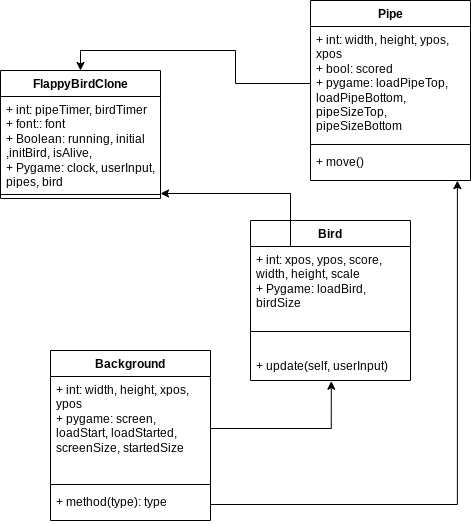 Pipe
+ int: width, height, ypos,
xpos
+ bool: scored
+ pygame: loadPipeTop,
loadPipeBottom,
pipeSizeTop,
pipeSizeBottom
+ move()
FlappyBirdClone
+ int: pipeTimer, birdTimer
+ font:: font
+ Boolean: running, initial
,initBird, isAlive,
+ Pygame: clock, userInput,
pipes, bird
Bird
+ int: xpos, ypos, score,
width, height, scale
+ Pygame: loadBird,
birdSize
+ update(self, userInput)
Background
+ int: width, height, xpos,
ypos
+ pygame: screen,
loadStart, loadStarted,
screenSize, startedSize
+ method(type): type